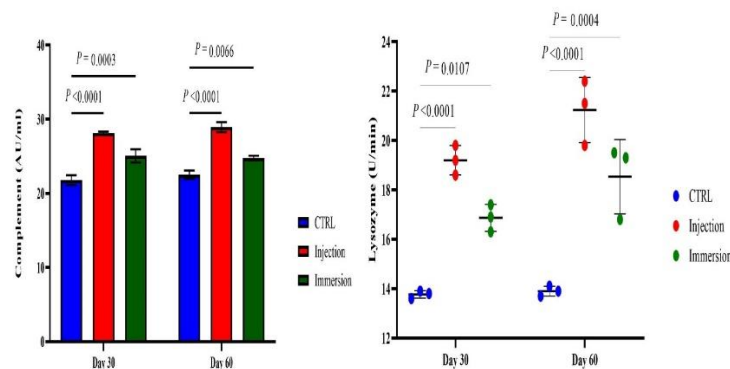 Complement (AU/ml)
40
30
20
10
0
P = 0.0003
P <0.0001
P = 0.0066
P <0.0001
Day 30
Day 60
CTRL
Injection
Immersion
Lysozyme (U/min)
24
22
20
18
16
14
12
P = 0.0107
P <0.0001
P = 0.0004
P <0.0001
Day 30
Day 60
CTRL
Injection
Immersion